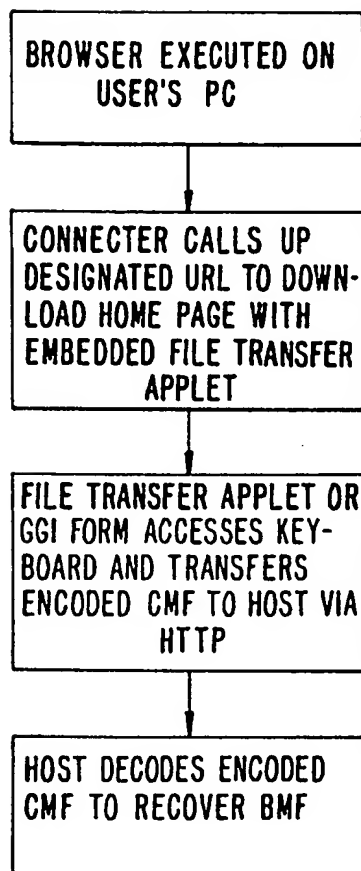 BROWSER EXECUTED ON
USER'S PC
CONNECTER CALLS UP
DESIGNATED URL TO DOWN-
LOAD HOME PAGE WITH
EMBEDDED FILE TRANSFER
APPLET
FILE TRANSFER APPLET OR
GGI FORM ACCESSES KEY-
BOARD AND TRANSFERS
ENCODED CMF TO HOST VIA
HTTP
HOST DECODES ENCODED
CMF TO RECOVER BMF